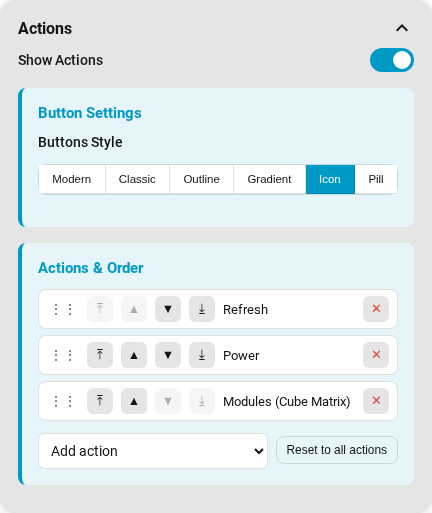 Actions
Show Actions
Button Settings
Buttons Style
Modern Classic Outline Gradient Icon Pill
Actions & Order
Refresh
Power
Modules (Cube Matrix)
Add action Reset to all actions